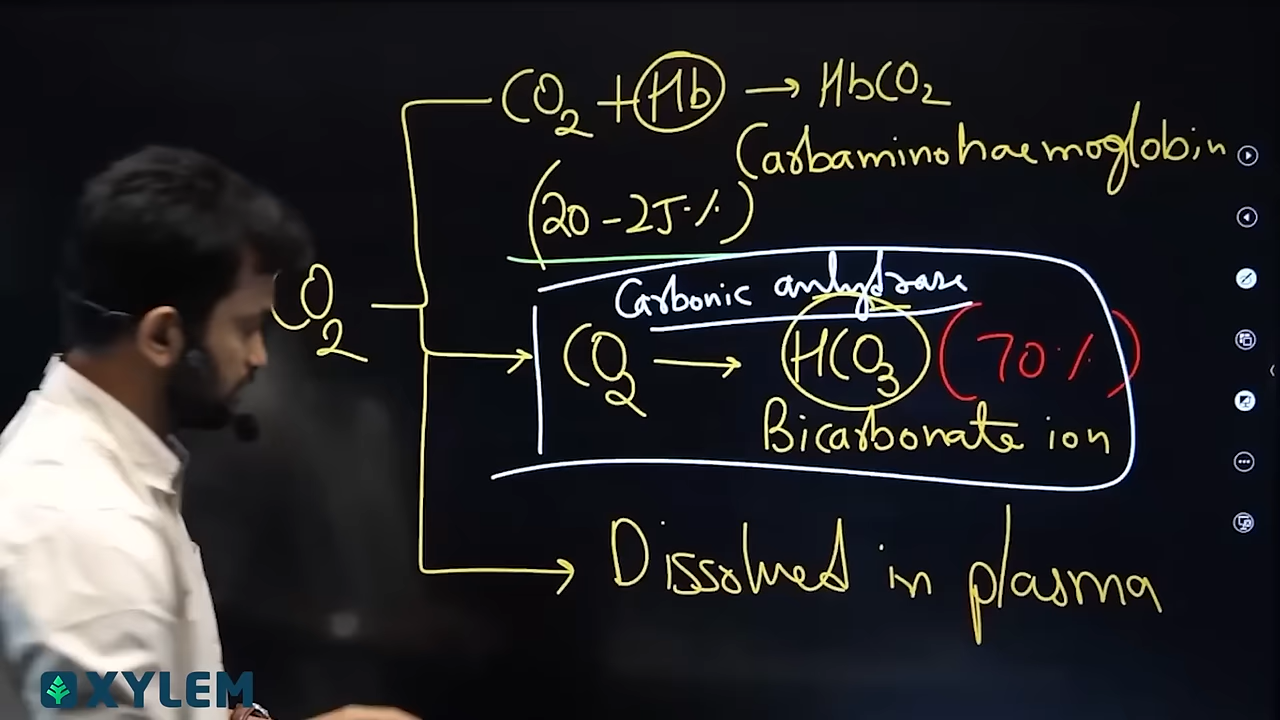 CO2 + Hb → HbCO2
Carbaminohaemoglobin
(20-25%)
Carbonic anhydrase
CO2
CO2 → HCO3 (70%)
Bicarbonate ion
Dissolved in plasma
XYLEM